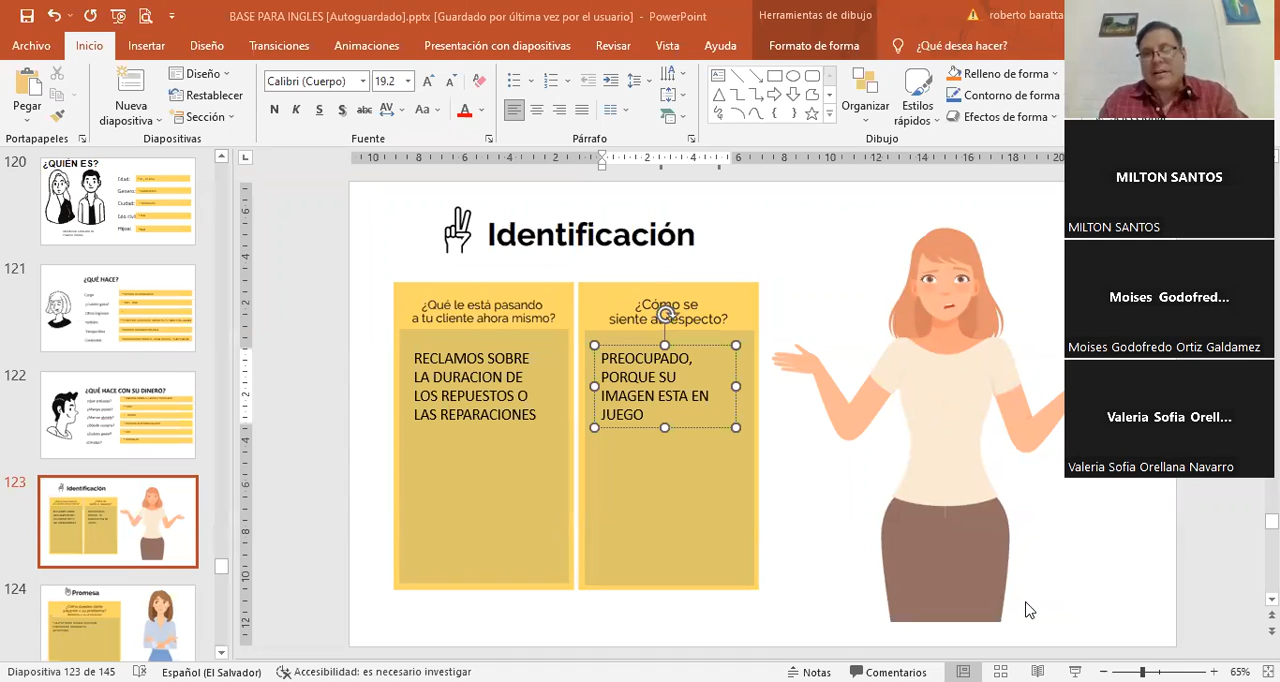 BASE PARA INGLES [Autoguardado].pptx [Guardado por última vez por el usuario] - PowerPoint
Herramientas de dibujo
roberto baratta
Archivo
Inicio
Insertar
Diseño
Transiciones
Animaciones
Presentación con diapositivas
Revisar
Vista
Ayuda
Formato de forma
¿Qué desea hacer?
Pegar
Nueva
diapositiva
Diseño
Restablecer
Sección
Calibri (Cuerpo)
19.2
N K S S abc AV Aa A
Organizar
Estilos
rápidos
Relleno de forma
Contorno de forma
Efectos de forma
Portapapeles
Diapositivas
Fuente
Párrafo
Dibujo
120
¿QUIÉN ES?
Edad:
Genero:
Ciudad:
Hijos:
121
¿QUÉ HACE?
122
¿QUÉ HACE CON SU DINERO?
123
Identificación
124
Promesa
Identificación
¿Qué le está pasando
a tu cliente ahora mismo?
RECLAMOS SOBRE
LA DURACION DE
LOS REPUESTOS O
LAS REPARACIONES
¿Cómo se
siente al respecto?
PREOCUPADO,
PORQUE SU
IMAGEN ESTA EN
JUEGO
MILTON SANTOS
MILTON SANTOS
Moises Godofred...
Moises Godofredo Ortiz Galdamez
Valeria Sofia Orell...
Valeria Sofia Orellana Navarro
Diapositiva 123 de 145
Español (El Salvador)
Accesibilidad: es necesario investigar
Notas
Comentarios
65%